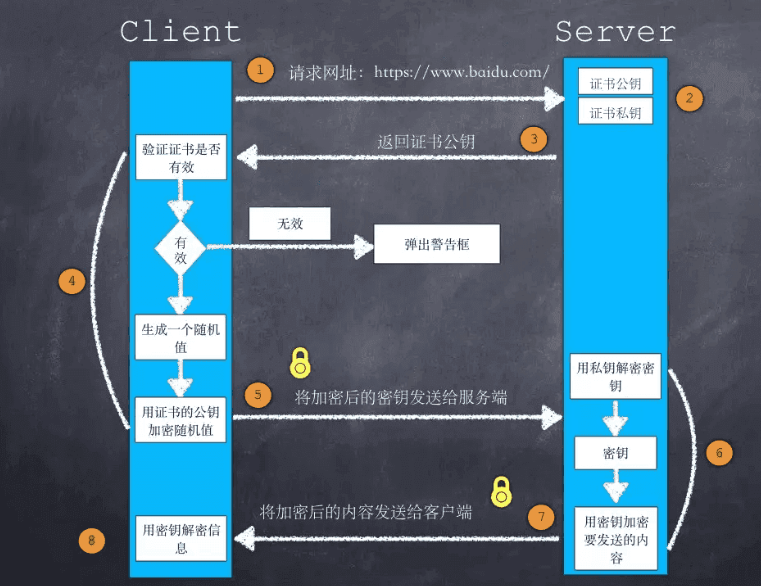 Client
Server
1
请求网址：https://www.baidu.com/
证书公钥
证书私钥
2
返回证书公钥
3
验证证书是否
有效
无效
有
效
弹出警告框
4
生成一个随机
值
用私钥解密密
钥
5
将加密后的密钥发送给服务端
用证书的公钥
加密随机值
密钥
6
将加密后的内容发送给客户端
7
用密钥加密
要发送的内
容
8
用密钥解密信
息